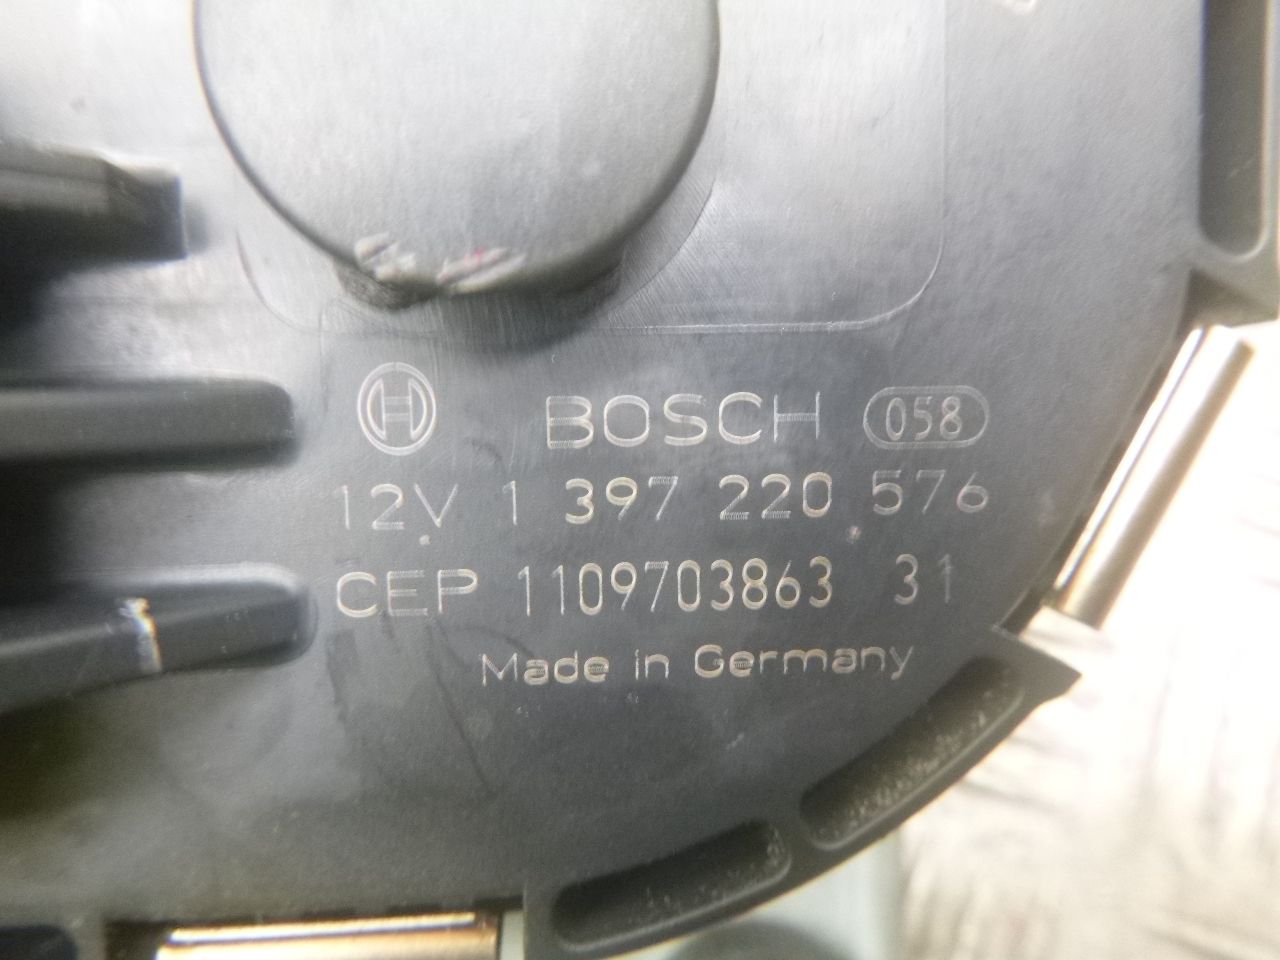 BOSCH 058
12V 1 397 220 576
CEP 1109703863 31
Made in Germany